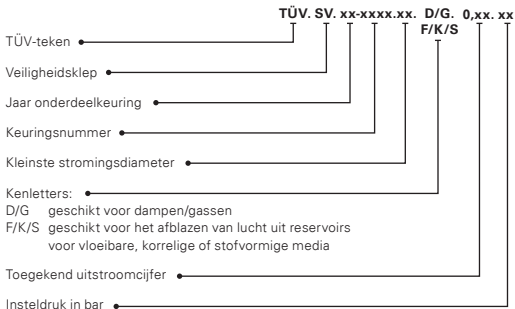 TÜV. SV. xx-xxxx.xx. D/G. 0,xx. xx
F/K/S
TÜV-teken
Veiligheidsklep
Jaar onderdeelkeuring
Keuringsnummer
Kleinste stromingsdiameter
Kenletters:
D/G geschikt voor dampen/gassen
F/K/S geschikt voor het afblazen van lucht uit reservoirs
voor vloeibare, korrelige of stofvormige media
Toegekend uitstroomcijfer
Insteldruk in bar